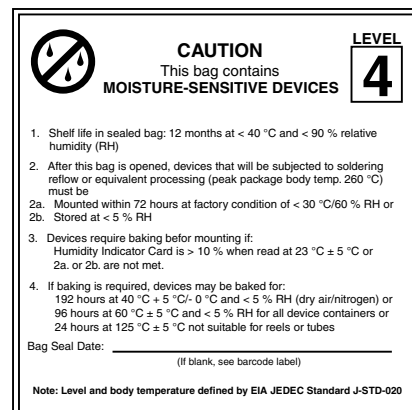 CAUTION
This bag contains
MOISTURE-SENSITIVE DEVICES
LEVEL
4
1. Shelf life in sealed bag: 12 months at < 40 °C and < 90 % relative
humidity (RH)
2. After this bag is opened, devices that will be subjected to soldering
reflow or equivalent processing (peak package body temp. 260 °C)
must be
2a. Mounted within 72 hours at factory condition of < 30 °C/60 % RH or
2b. Stored at < 5 % RH
3. Devices require baking befor mounting if:
Humidity Indicator Card is > 10 % when read at 23 °C ± 5 °C or
2a. or 2b. are not met.
4. If baking is required, devices may be baked for:
192 hours at 40 °C + 5 °C/- 0 °C and < 5 % RH (dry air/nitrogen) or
96 hours at 60 °C ± 5 °C and < 5 % RH for all device containers or
24 hours at 125 °C ± 5 °C not suitable for reels or tubes
Bag Seal Date:
(If blank, see barcode label)
Note: Level and body temperature defined by EIA JEDEC Standard J-STD-020